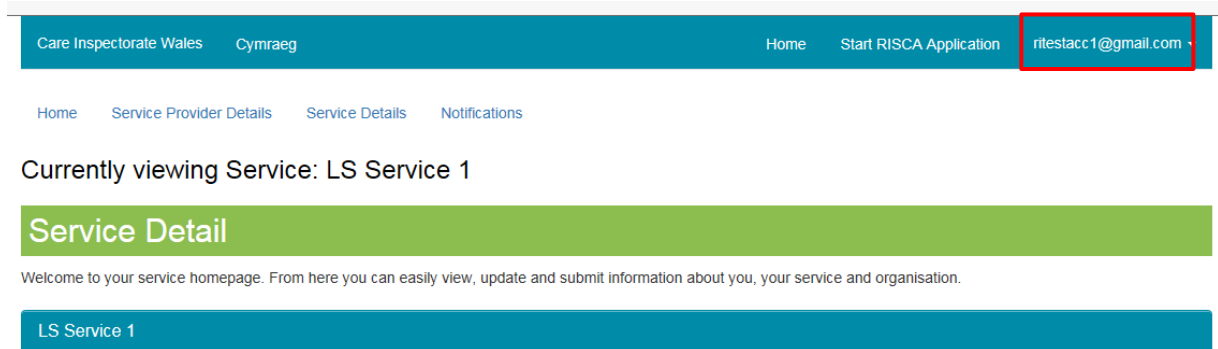 Care Inspectorate Wales Cymraeg Home Start RISCA Application ritestacc1@gmail.com
Home Service Provider Details Service Details Notifications
Currently viewing Service: LS Service 1
Service Detail
Welcome to your service homepage. From here you can easily view, update and submit information about you, your service and organisation.
LS Service 1